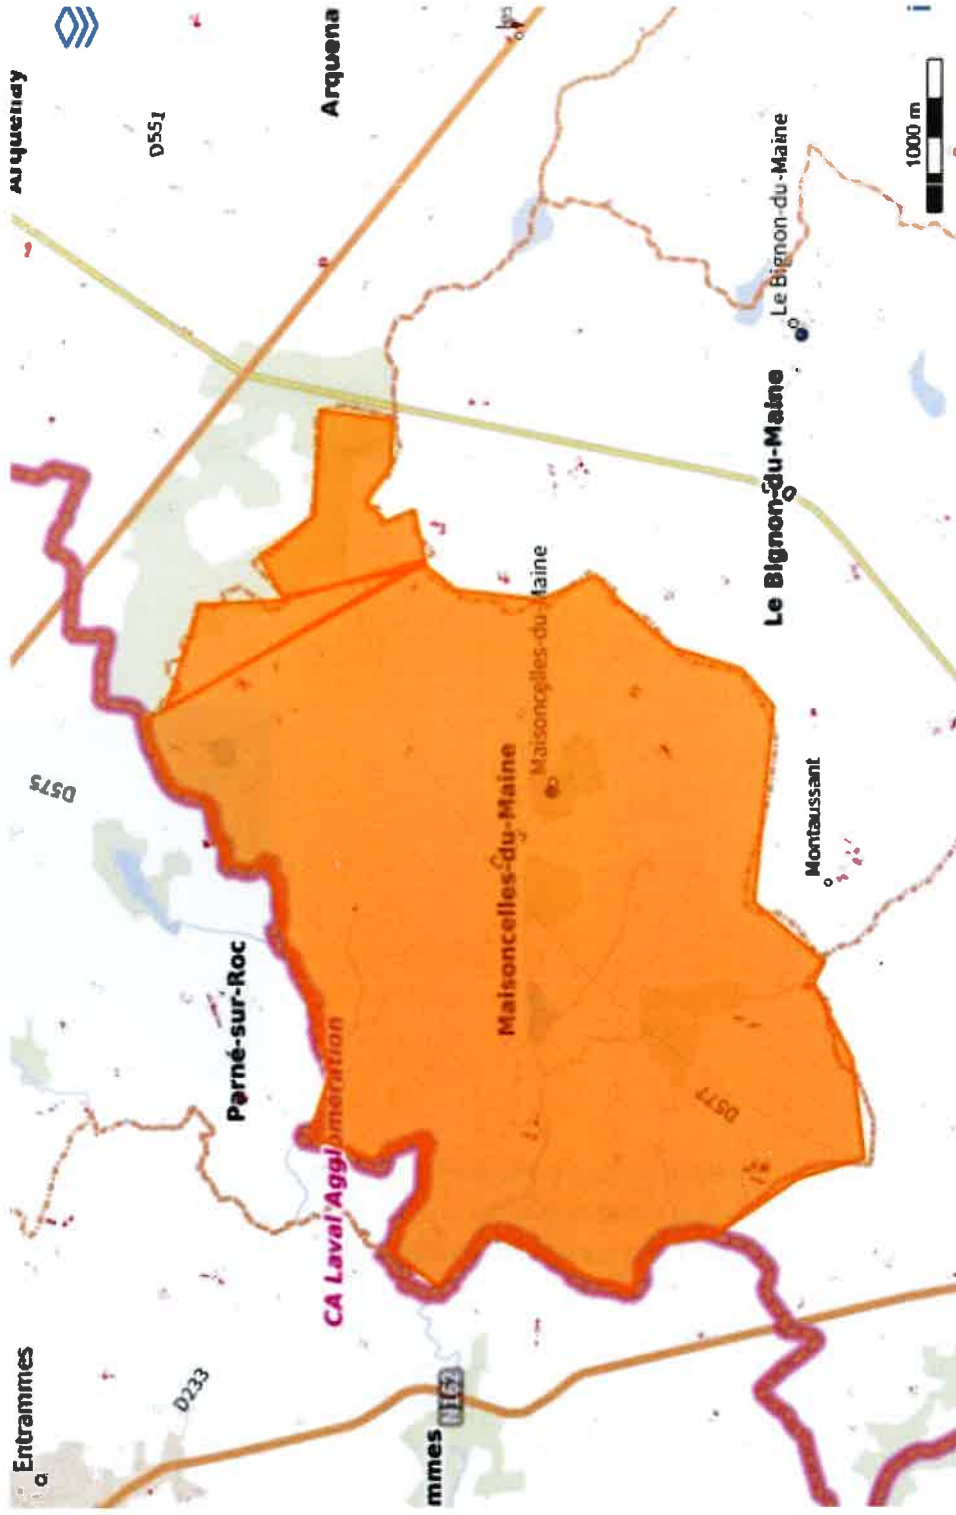 Entrammes
Arquenay
D575
D551
D233
Parné-sur-Roc
CA Laval Agglomération
Arquena
mmes
N162
Maisoncelles-du-Maine
Maisoncelles-du-Maine
D577
Le Bignon-du-Maine
Le Bignon-du-Maine
Montaussant
1000 m
i